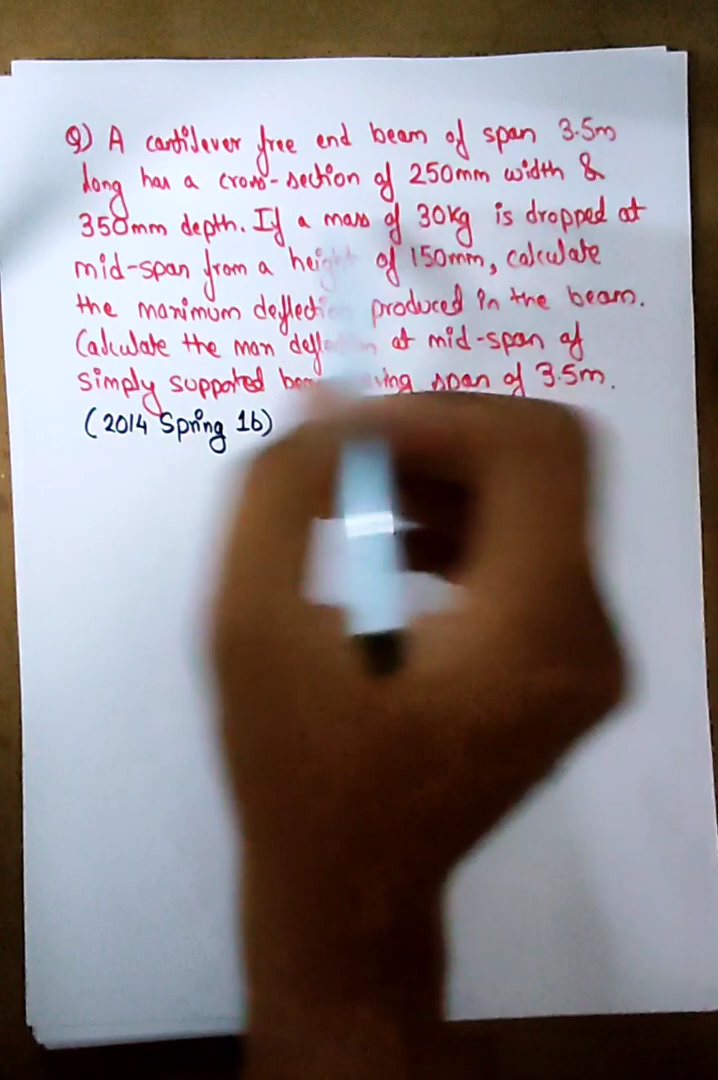 Q) A cantilever free end beam of span 3.5m
long has a cross-section of 250mm width &
350mm depth. If a mass of 30kg is dropped at
mid-span from a height of 150mm, calculate
the maximum deflection produced in the beam.
Calculate the max at mid-span of
simply supported span of 3.5m.
(2014 Spring 1b)